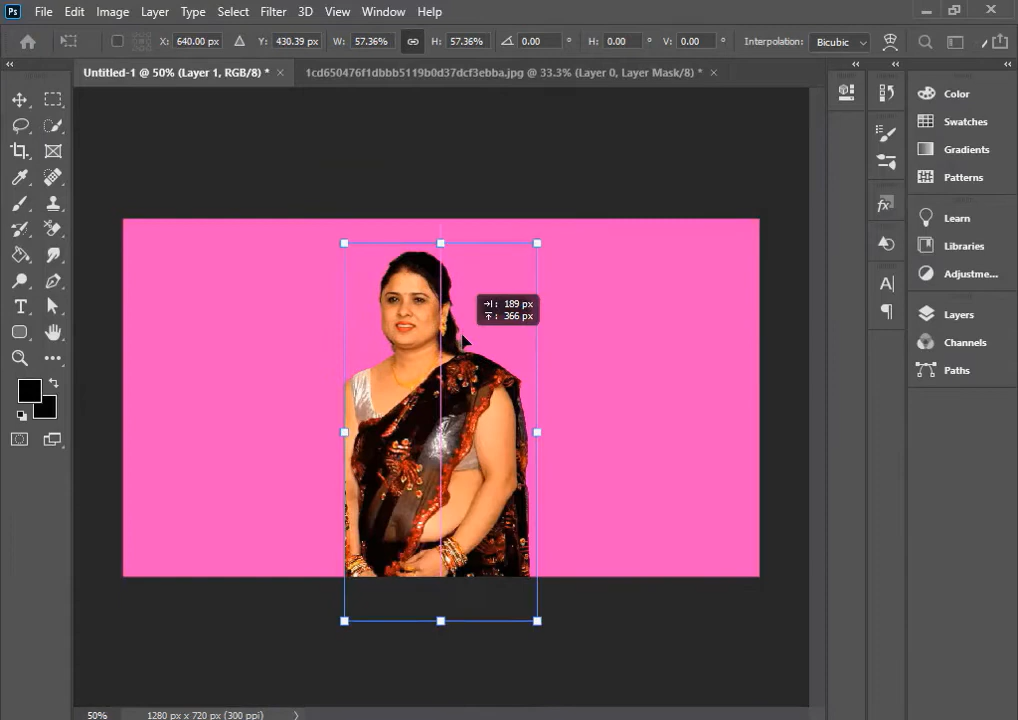 Ps File Edit Image Layer Type Select Filter 3D View Window Help
X: 640.00 px Y: 430.39 px W: 57.36% H: 57.36% 0.00 ° H: 0.00 ° V: 0.00 ° Interpolation: Bicubic
Untitled-1 @ 50% (Layer 1, RGB/8) * × 1cd650476f1dbbb5119b0d37dcf3ebba.jpg @ 33.3% (Layer 0, Layer Mask/8) * ×
Color
Swatches
Gradients
Patterns
fx
Learn
Libraries
Adjustme...
A
Layers
Channels
Paths
T
: 189 px
: 366 px
50% 1280 px x 720 px (300 ppi)